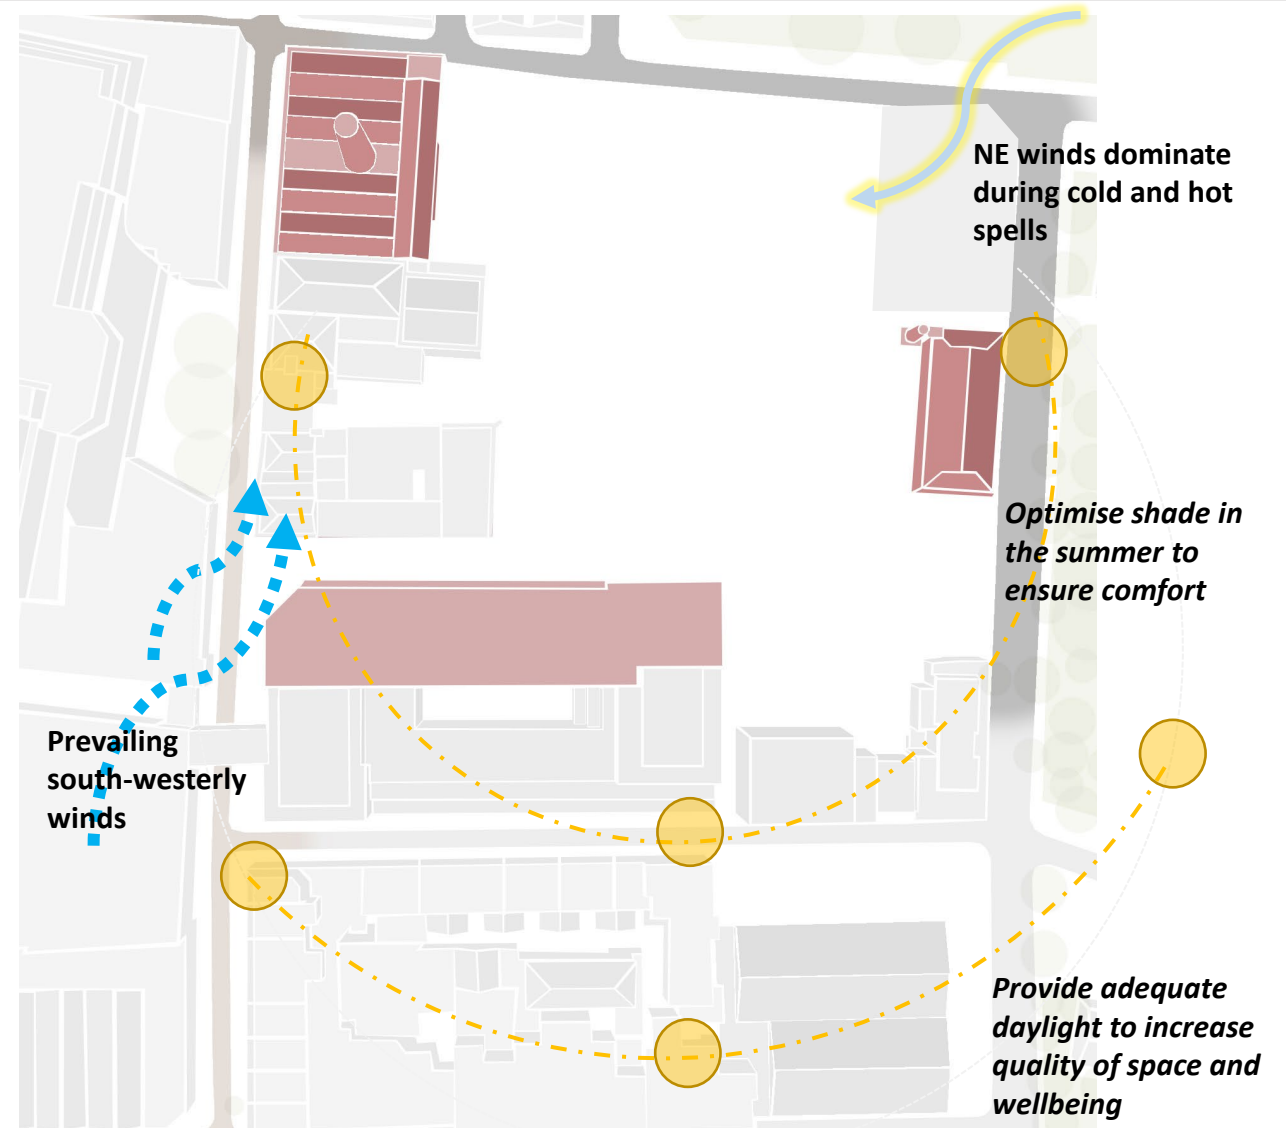 NE winds dominate
during cold and hot
spells
Optimise shade in
the summer to
ensure comfort
Prevailing
south-westerly
winds
Provide adequate
daylight to increase
quality of space and
wellbeing